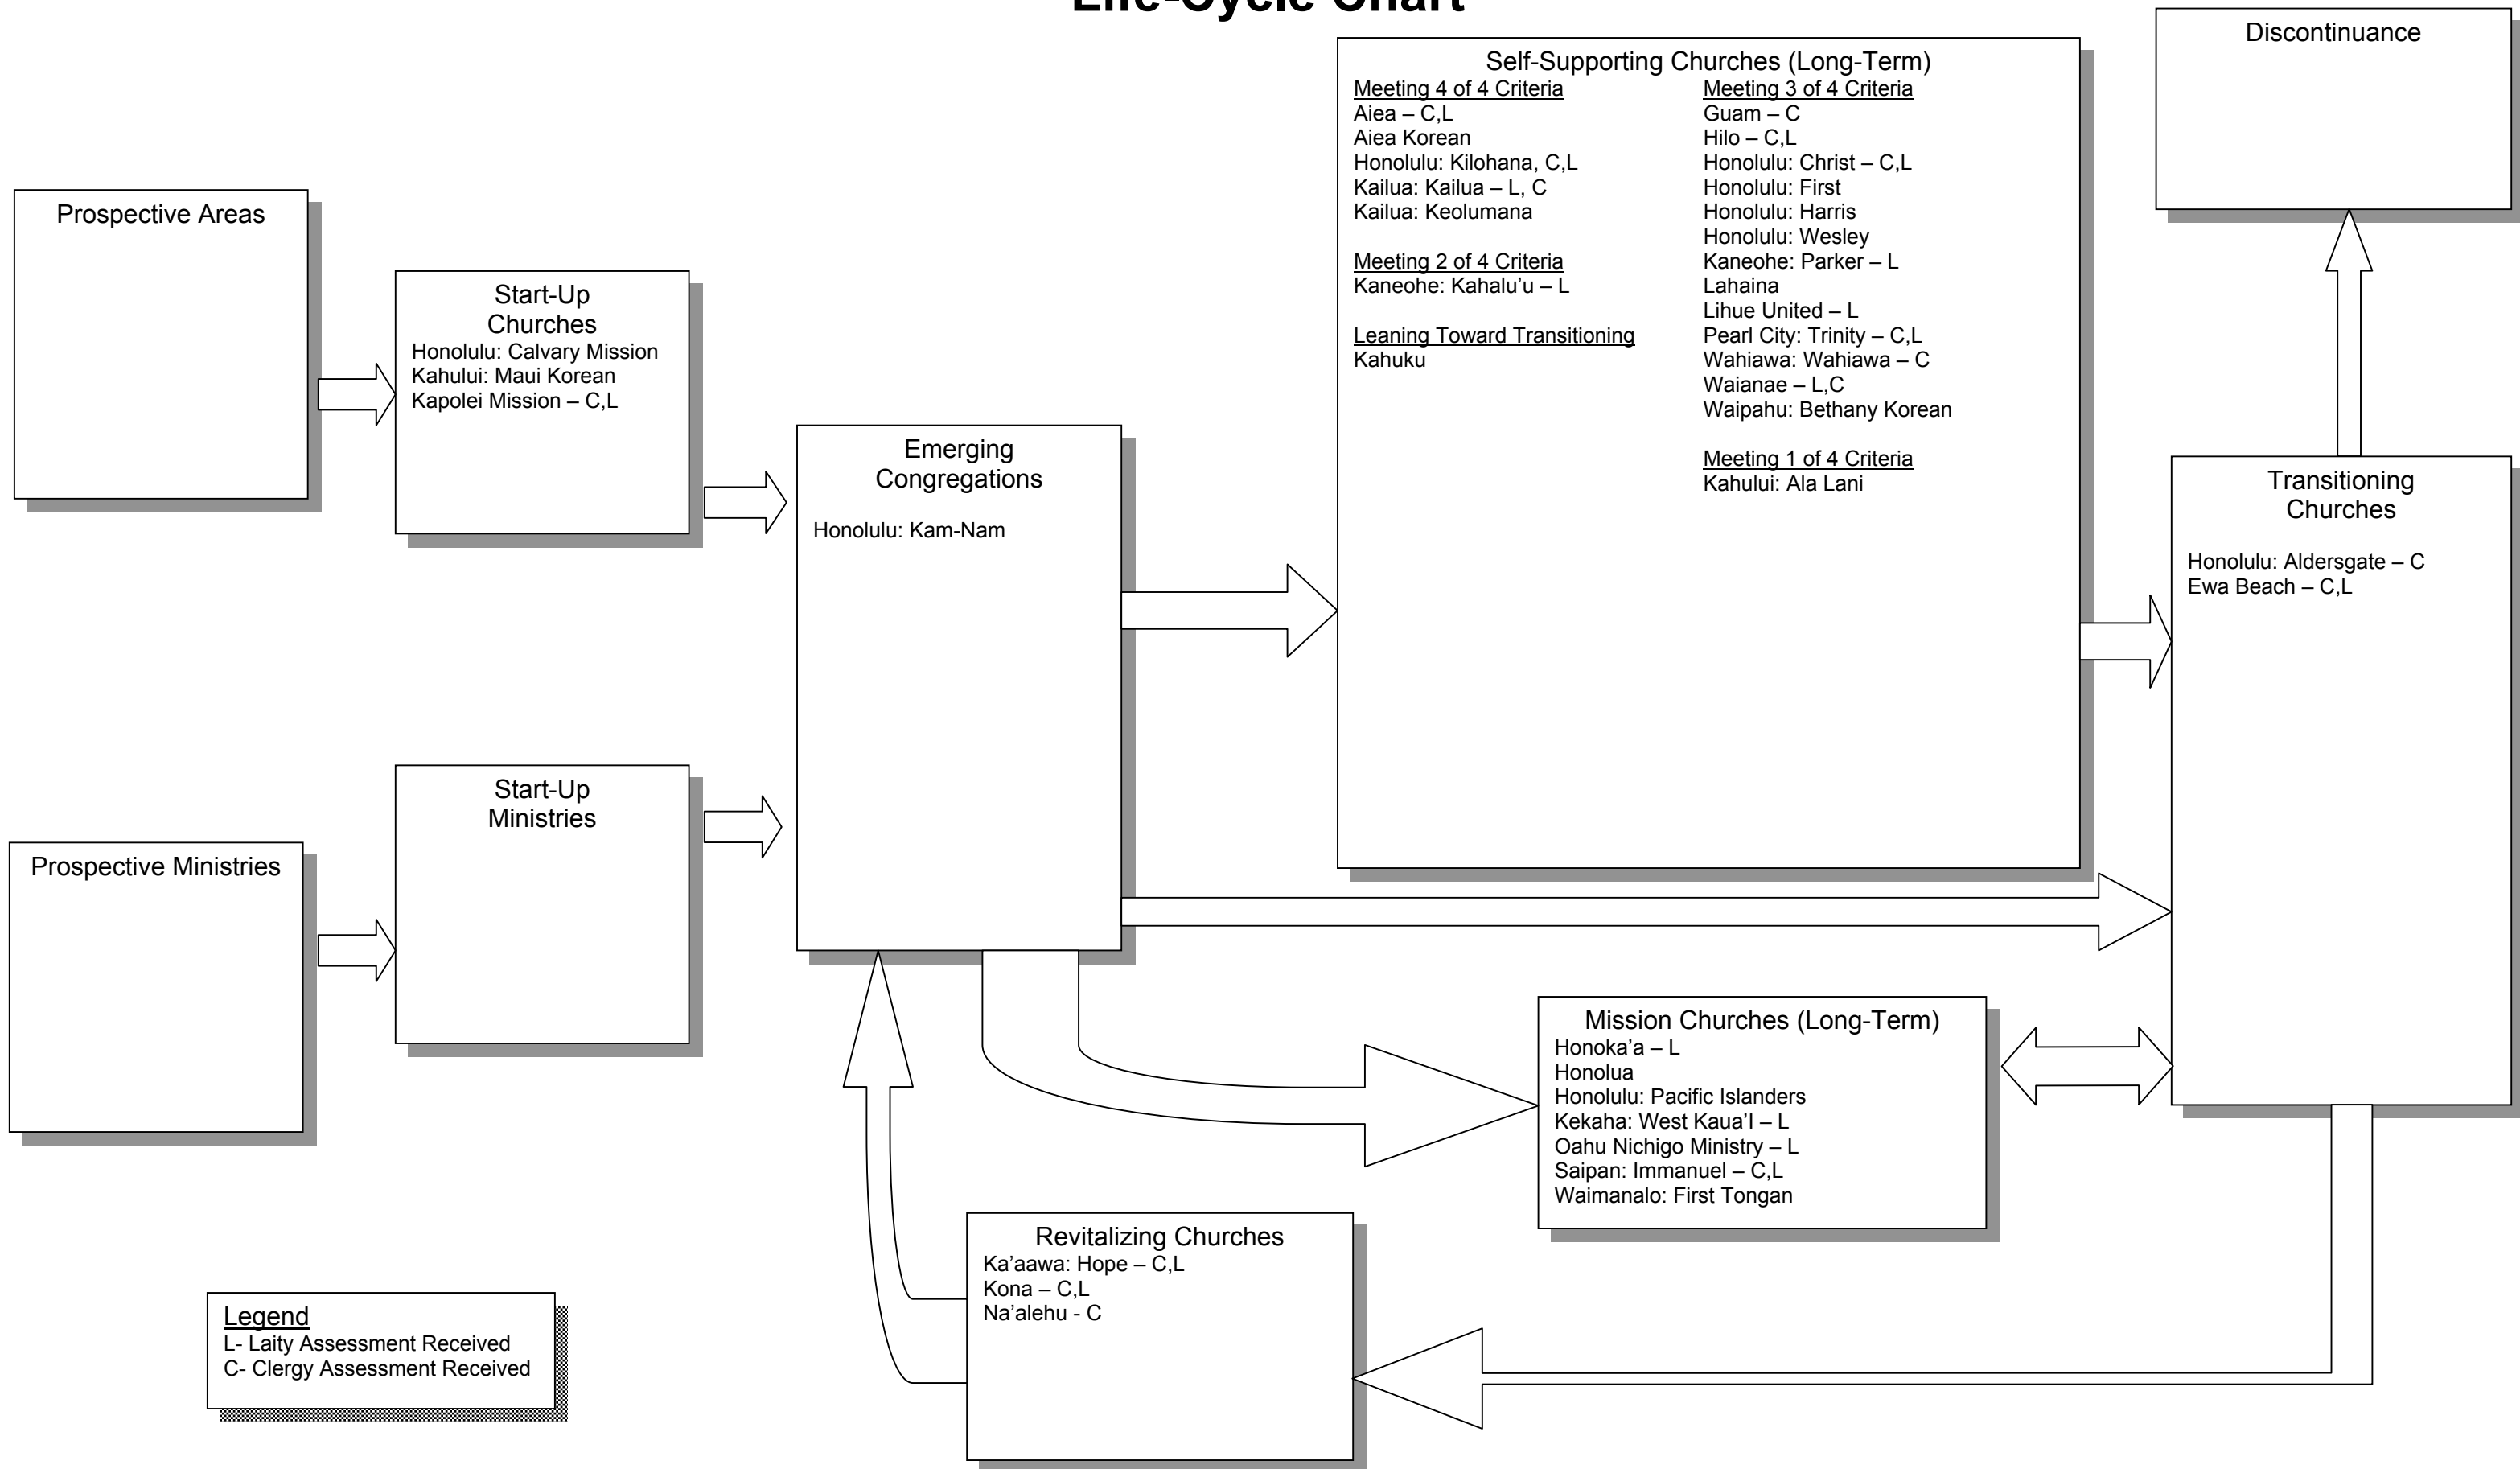 Life-Cycle Chart
Discontinuance
Self-Supporting Churches (Long-Term)
Meeting 4 of 4 Criteria
Aiea – C,L
Aiea Korean
Honolulu: Kilohana, C,L
Kailua: Kailua – L, C
Kailua: Keolumana
Meeting 2 of 4 Criteria
Kaneohe: Kahalu’u – L
Leaning Toward Transitioning
Kahuku
Meeting 3 of 4 Criteria
Guam – C
Hilo – C,L
Honolulu: Christ – C,L
Honolulu: First
Honolulu: Harris
Honolulu: Wesley
Kaneohe: Parker – L
Lahaina
Lihue United – L
Pearl City: Trinity – C,L
Wahiawa: Wahiawa – C
Waianae – L,C
Waipahu: Bethany Korean
Meeting 1 of 4 Criteria
Kahului: Ala Lani
Prospective Areas
Start-Up
Churches
Honolulu: Calvary Mission
Kahului: Maui Korean
Kapolei Mission – C,L
Emerging
Congregations
Honolulu: Kam-Nam
Transitioning
Churches
Honolulu: Aldersgate – C
Ewa Beach – C,L
Start-Up
Ministries
Prospective Ministries
Mission Churches (Long-Term)
Honoka’a – L
Honolua
Honolulu: Pacific Islanders
Kekaha: West Kaua’I – L
Oahu Nichigo Ministry – L
Saipan: Immanuel – C,L
Waimanalo: First Tongan
Revitalizing Churches
Ka’aawa: Hope – C,L
Kona – C,L
Na’alehu - C
Legend
L- Laity Assessment Received
C- Clergy Assessment Received